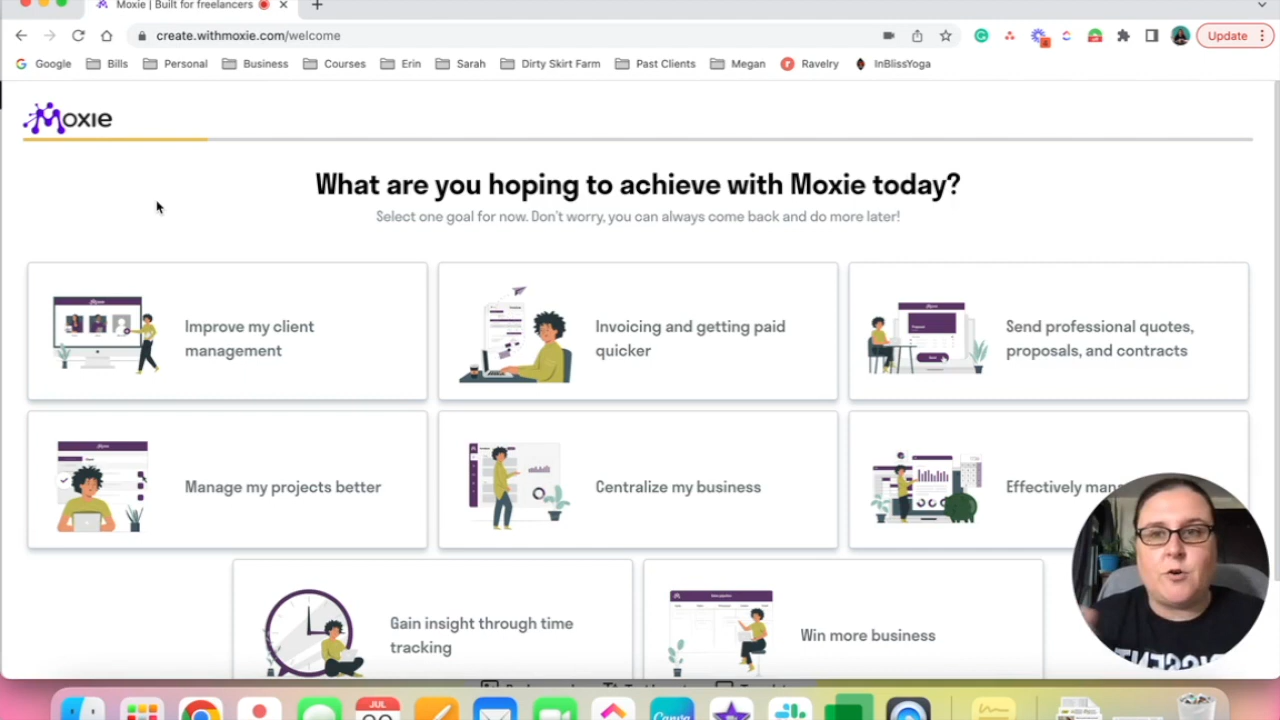 Moxie | Built for freelancers
create.withmoxie.com/welcome
Update
Google Bills Personal Business Courses Erin Sarah Dirty Skirt Farm Past Clients Megan Ravelry InBlissYoga
Moxie
What are you hoping to achieve with Moxie today?
Select one goal for now. Don't worry, you can always come back and do more later!
Improve my client
management
Invoicing and getting paid
quicker
Send professional quotes,
proposals, and contracts
Manage my projects better
Centralize my business
Effectively
Gain insight through time
tracking
Win more business
JUL
Canva